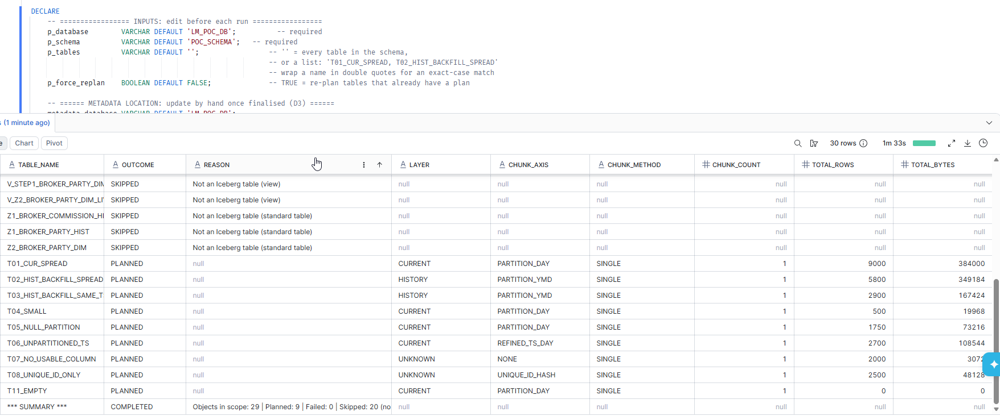 DECLARE
-- ================= INPUTS: edit before each run =================
p_database VARCHAR DEFAULT 'LM_POC_DB'; -- required
p_schema VARCHAR DEFAULT 'POC_SCHEMA'; -- required
p_tables VARCHAR DEFAULT ''; -- '' = every table in the schema,
-- or a list: 'T01_CUR_SPREAD, T02_HIST_BACKFILL_SPREAD'
-- wrap a name in double quotes for an exact-case match
p_force_replan BOOLEAN DEFAULT FALSE; -- TRUE = re-plan tables that already have a plan
-- ====== METADATA LOCATION: update by hand once finalised (D3) ======
metadata_database VARCHAR DEFAULT 'LM_POC_DB';
s (1 minute ago)
e Chart Pivot 30 rows 1m 33s
TABLE_NAME OUTCOME REASON LAYER CHUNK_AXIS CHUNK_METHOD CHUNK_COUNT TOTAL_ROWS TOTAL_BYTES
V_STEP1_BROKER_PARTY_DIM SKIPPED Not an Iceberg table (view) null null null null null null
V_Z2_BROKER_PARTY_DIM_LI SKIPPED Not an Iceberg table (view) null null null null null null
Z1_BROKER_COMMISSION_HI SKIPPED Not an Iceberg table (standard table) null null null null null null
Z1_BROKER_PARTY_HIST SKIPPED Not an Iceberg table (standard table) null null null null null null
Z2_BROKER_PARTY_DIM SKIPPED Not an Iceberg table (standard table) null null null null null null
T01_CUR_SPREAD PLANNED null CURRENT PARTITION_DAY SINGLE 1 9000 384000
T02_HIST_BACKFILL_SPREAD PLANNED null HISTORY PARTITION_YMD SINGLE 1 5800 349184
T03_HIST_BACKFILL_SAME_T PLANNED null HISTORY PARTITION_YMD SINGLE 1 2900 167424
T04_SMALL PLANNED null CURRENT PARTITION_DAY SINGLE 1 500 19968
T05_NULL_PARTITION PLANNED null CURRENT PARTITION_DAY SINGLE 1 1750 73216
T06_UNPARTITIONED_TS PLANNED null CURRENT REFINED_TS_DAY SINGLE 1 2700 108544
T07_NO_USABLE_COLUMN PLANNED null UNKNOWN NONE SINGLE 1 2000 3072
T08_UNIQUE_ID_ONLY PLANNED null UNKNOWN UNIQUE_ID_HASH SINGLE 1 2500 48128
T11_EMPTY PLANNED null CURRENT PARTITION_DAY SINGLE 1 0 0
*** SUMMARY *** COMPLETED Objects in scope: 29 | Planned: 9 | Failed: 0 | Skipped: 20 (no null null null null null null